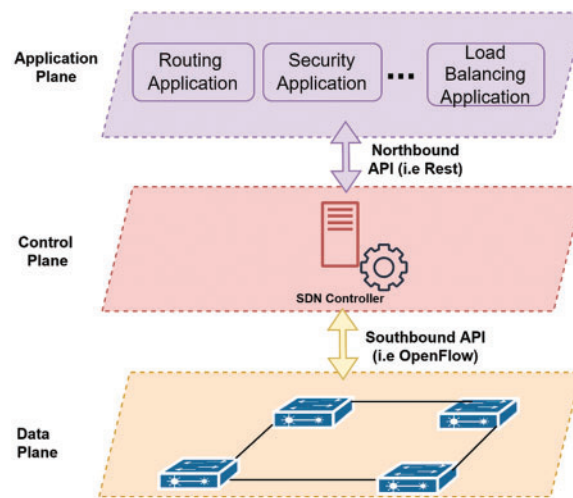 Application
Plane
Routing
Application
Security
Application
...
Load
Balancing
Application
Northbound
API (i.e Rest)
Control
Plane
SDN Controller
Southbound API
(i.e OpenFlow)
Data
Plane